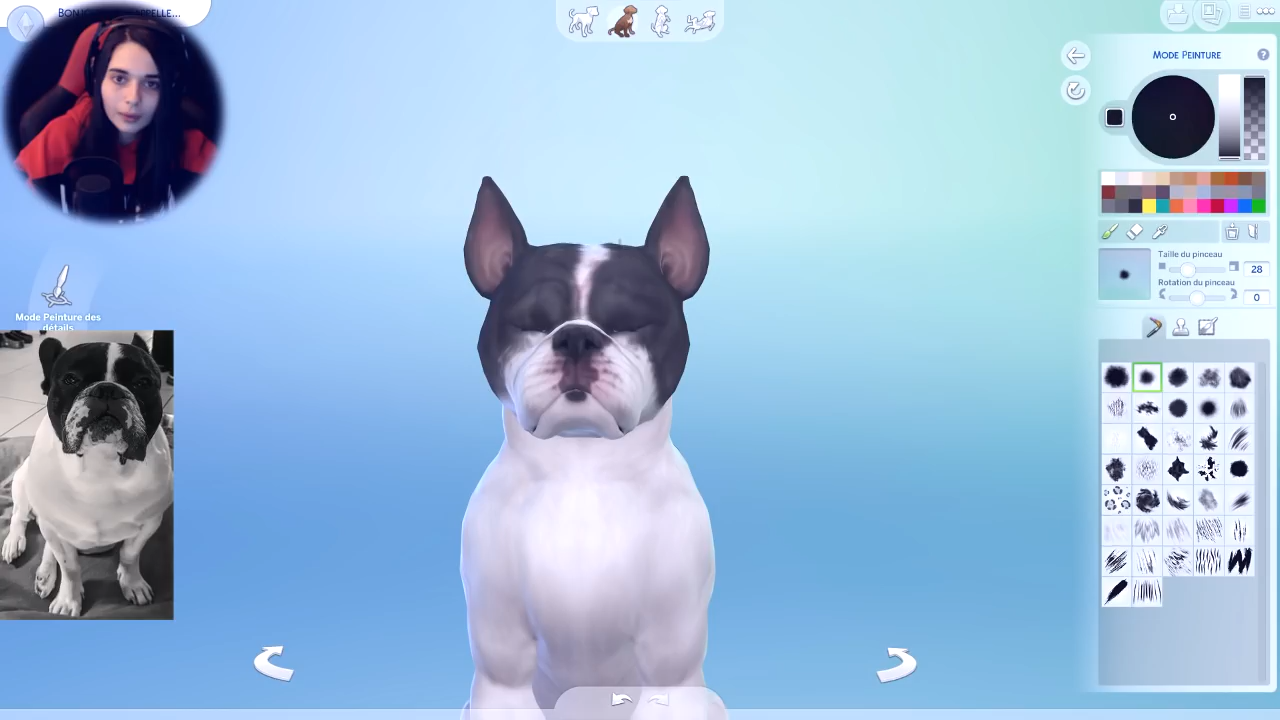 Mode Peinture
?
Taille du pinceau
28
Rotation du pinceau
0
Mode Peinture des
détails